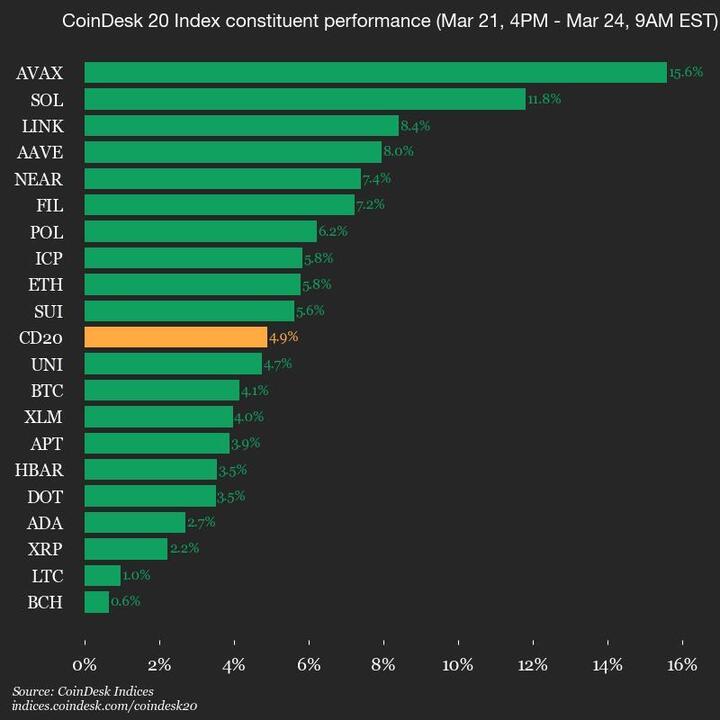 CoinDesk 20 Index constituent performance (Mar 21, 4PM - Mar 24, 9AM EST)
AVAX 15.6%
SOL 11.8%
LINK 8.4%
AAVE 8.0%
NEAR 7.4%
FIL 7.2%
POL 6.2%
ICP 5.8%
ETH 5.8%
SUI 5.6%
CD20 4.9%
UNI 4.7%
BTC 4.1%
XLM 4.0%
APT 3.9%
HBAR 3.5%
DOT 3.5%
ADA 2.7%
XRP 2.2%
LTC 1.0%
BCH 0.6%
0% 2% 4% 6% 8% 10% 12% 14% 16%
Source: CoinDesk Indices
indices.coindesk.com/coindesk20